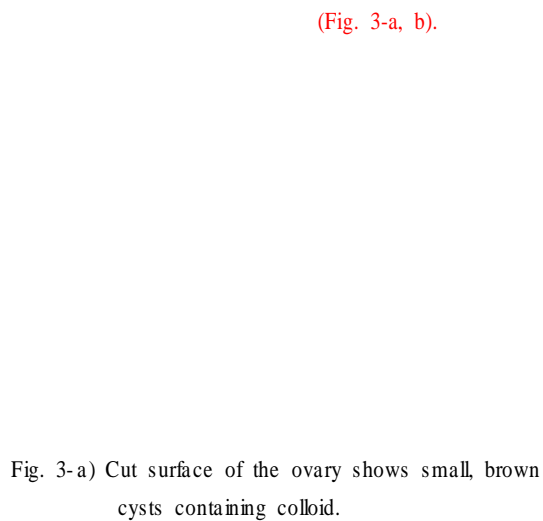 (Fig. 3-a, b).
Fig. 3-a) Cut surface of the ovary shows small, brown
cysts containing colloid.